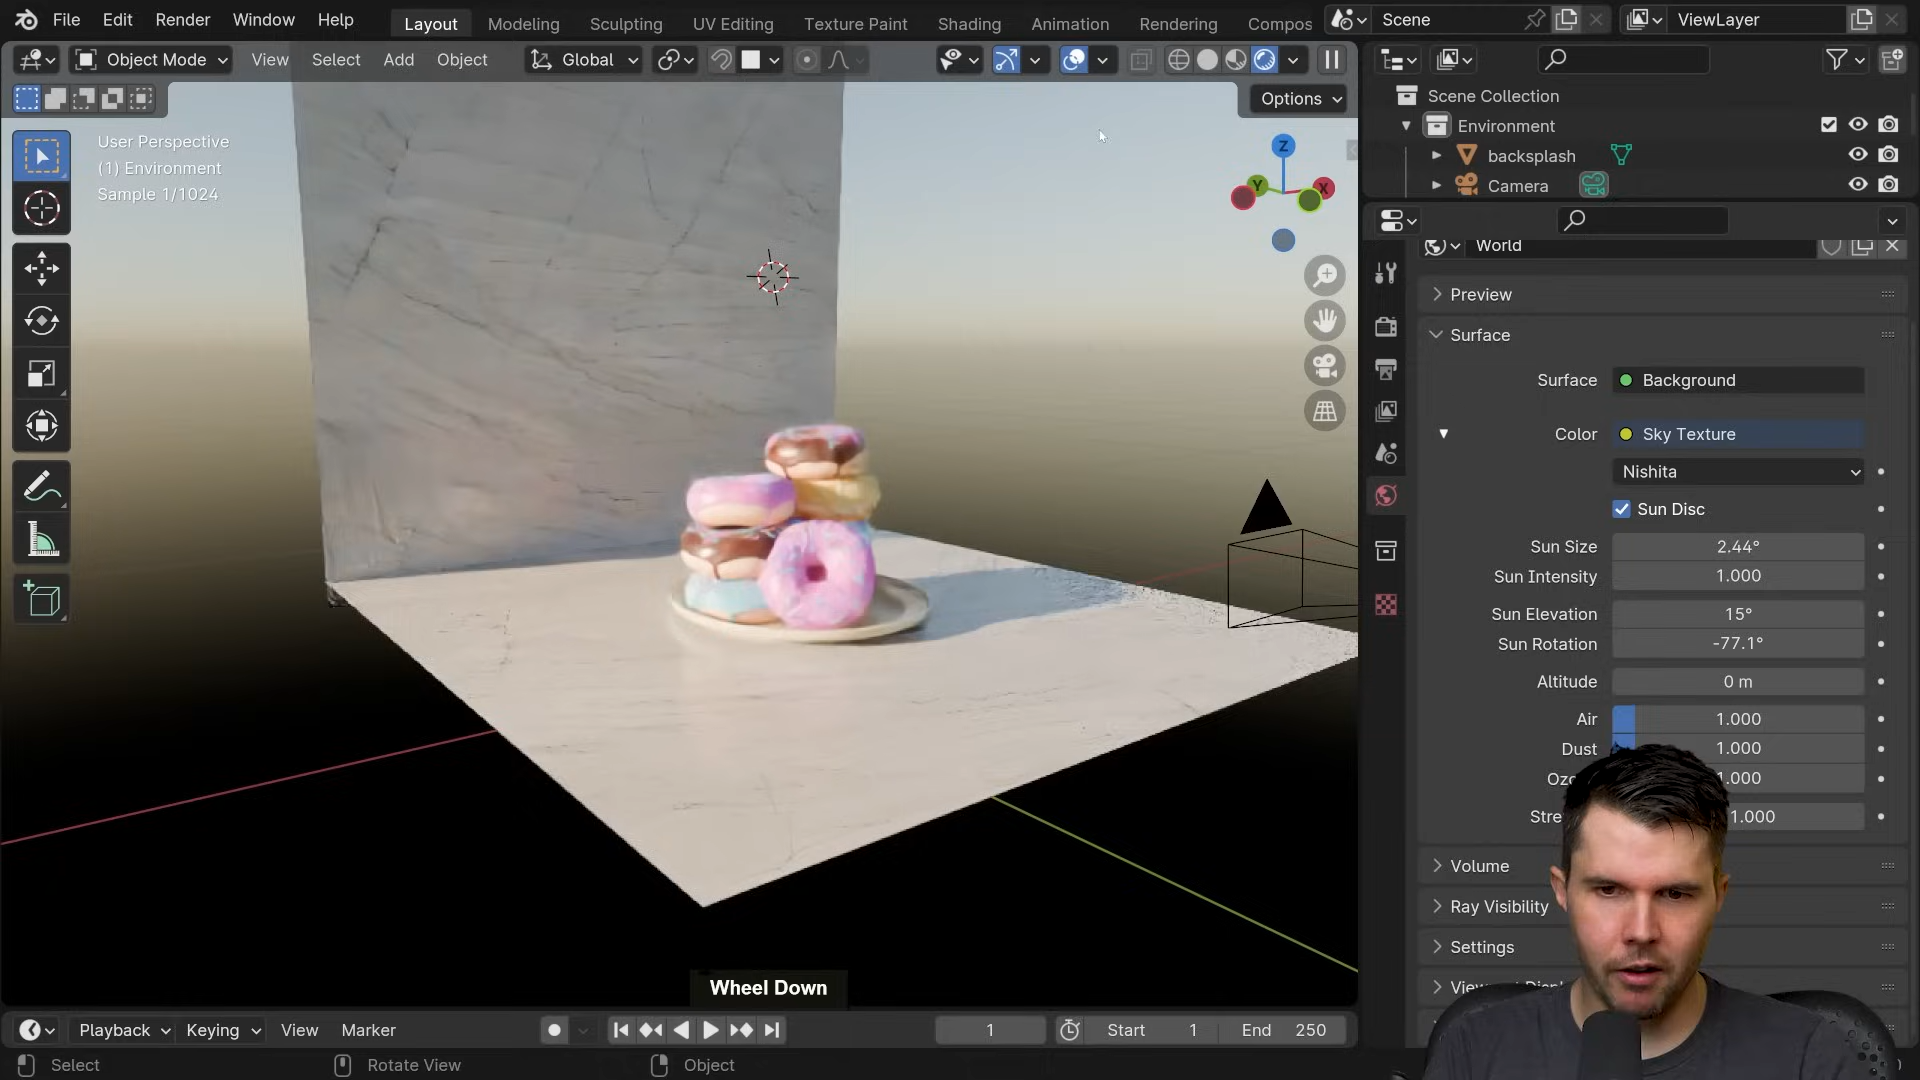 File Edit Render Window Help
Layout Modeling Sculpting UV Editing Texture Paint Shading Animation Rendering Compos
Scene
ViewLayer
Object Mode View Select Add Object
Global
Options
User Perspective
(1) Environment
Sample 1/1024
Z
Y
X
Scene Collection
Environment
backsplash
Camera
World
Preview
Surface
Surface Background
Color Sky Texture
Nishita
Sun Disc
Sun Size 2.44°
Sun Intensity 1.000
Sun Elevation 15°
Sun Rotation -77.1°
Altitude 0 m
Air 1.000
Dust 1.000
1.000
1.000
Volume
Ray Visibility
Settings
Wheel Down
Playback Keying View Marker
1
Start 1
End 250
Select
Rotate View
Object